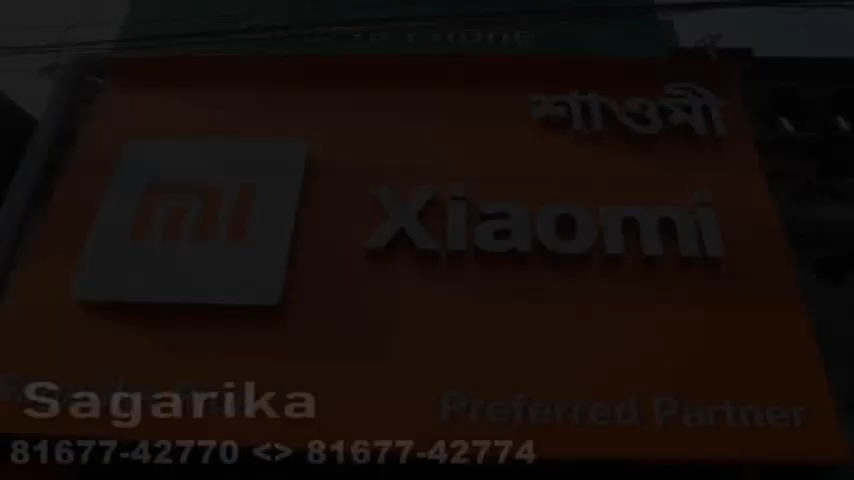 শাওমী
mi
Xiaomi
Sagarika
Preferred Partner
81677-42770 <> 81677-42774